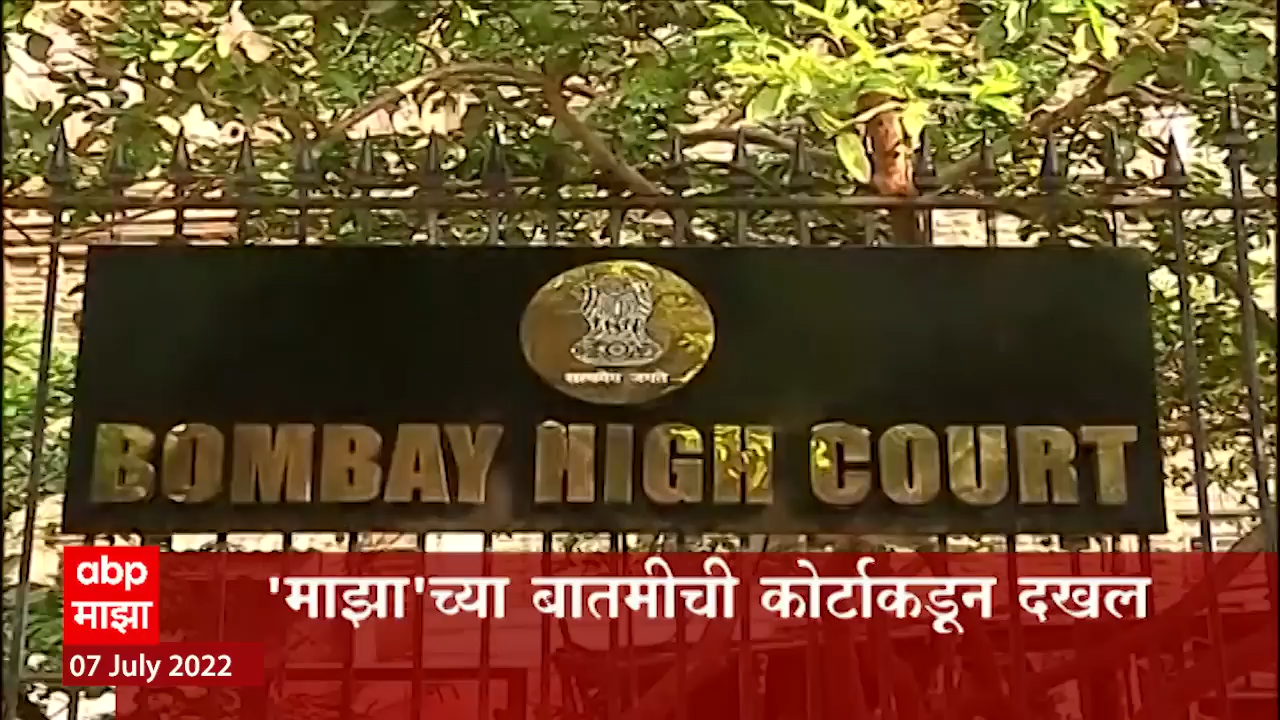 सत्यमेव जयते
BOMBAY HIGH COURT
abp
माझा
'माझा'च्या बातमीची कोर्टाकडून दखल
07 July 2022